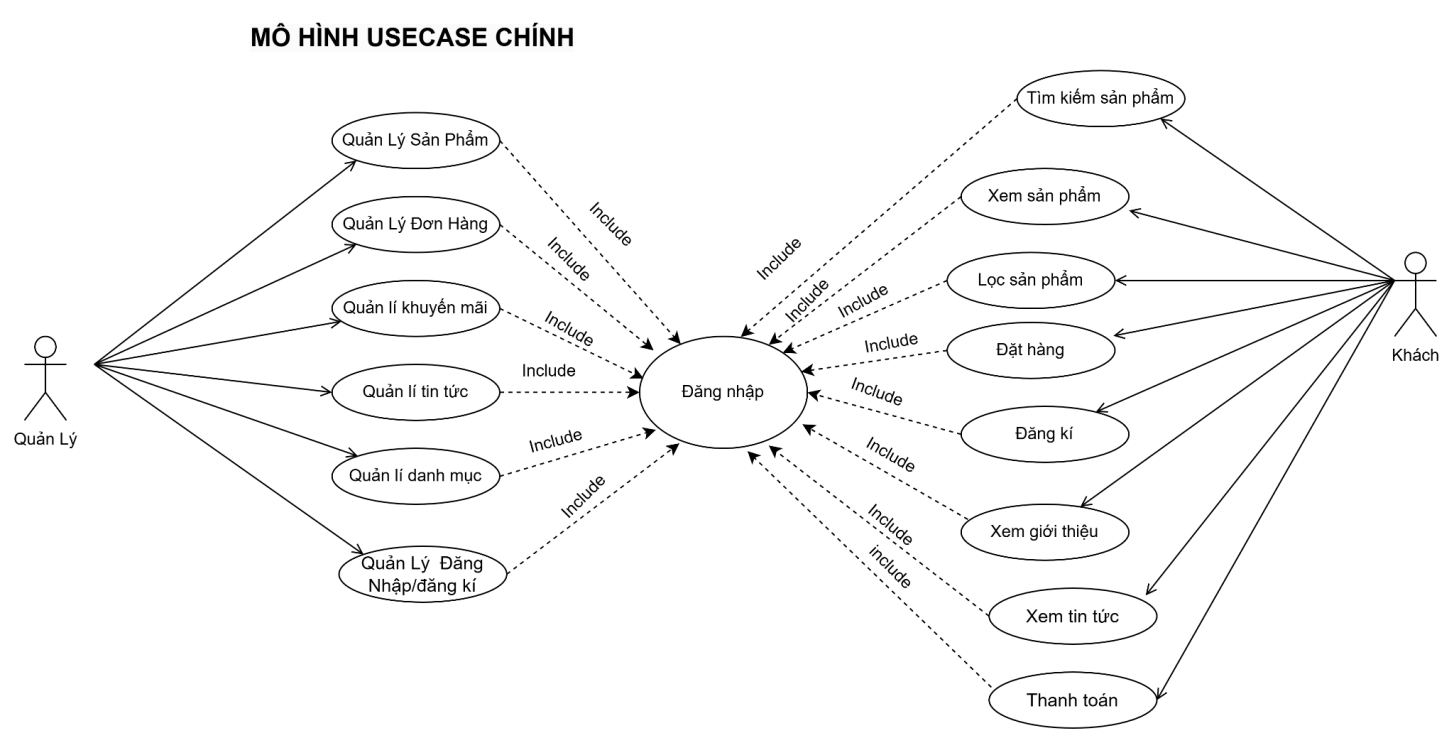 MÔ HÌNH USECASE CHÍNH
Quản Lý Sản Phẩm
Quản Lý Đơn Hàng
Quản lí khuyến mãi
Quản lí tin tức
Quản lí danh mục
Quản Lý Đăng
Nhập/đăng kí
Quản Lý
Include
Include
Include
Include
Include
Include
Đăng nhập
Include
Include
Include
Include
Include
Include
Include
include
Tìm kiếm sản phẩm
Xem sản phẩm
Lọc sản phẩm
Đặt hàng
Đăng kí
Xem giới thiệu
Xem tin tức
Thanh toán
Khách